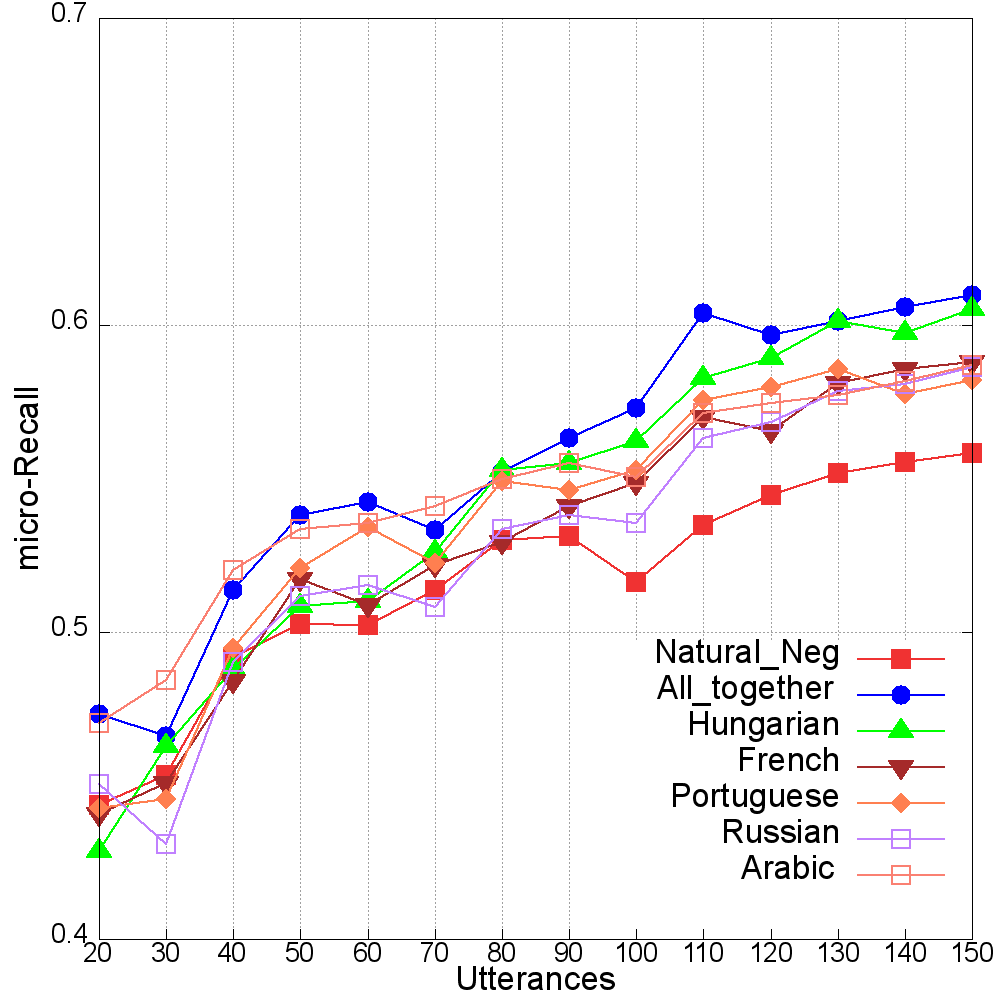 0.7
0.6
0.5
0.4
micro-Recall
Natural_Neg
All_together
Hungarian
French
Portuguese
Russian
Arabic
20 30 40 50 60 70 80 90 100 110 120 130 140 150
Utterances